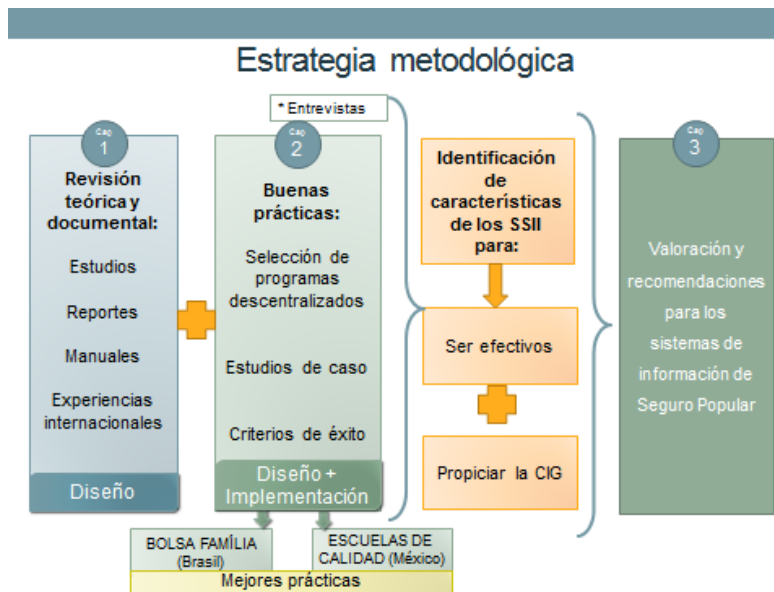 Estrategia metodológica
* Entrevistas
Cap
1
Revisión
teórica y
documental:
Estudios
Reportes
Manuales
Experiencias
internacionales
Diseño
Cap
2
Buenas
prácticas:
Selección de
programas
descentralizados
Estudios de caso
Criterios de éxito
Diseño +
Implementación
BOLSA FAMÍLIA
(Brasil)
ESCUELAS DE
CALIDAD (México)
Mejores prácticas
Identificación
de
características
de los SSII
para:
Ser efectivos
Propiciar la CIG
Cap
3
Valoración y
recomendaciones
para los
sistemas de
información de
Seguro Popular